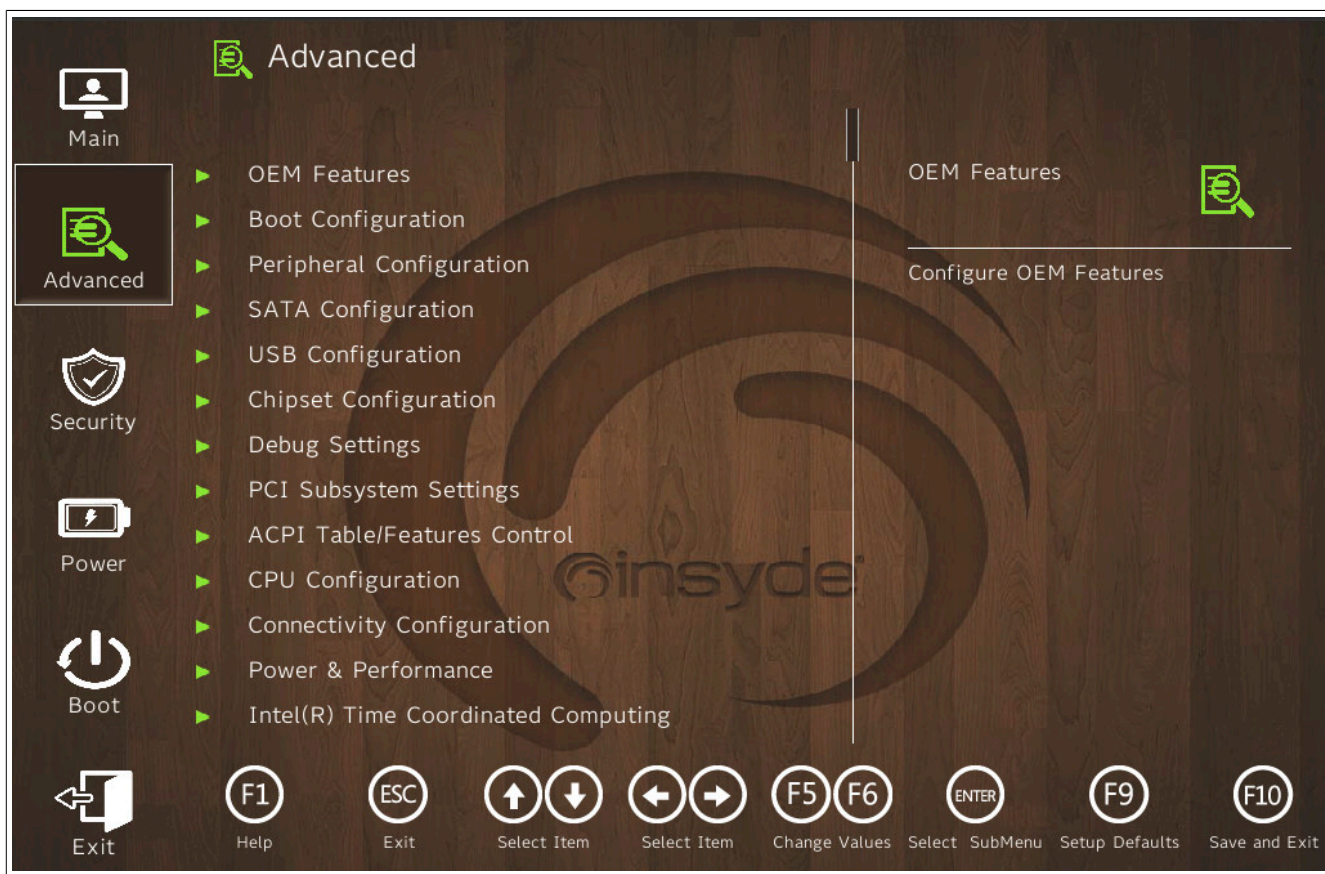 Advanced
Main
Advanced
Security
Power
Boot
Exit
OEM Features
Boot Configuration
Peripheral Configuration
SATA Configuration
USB Configuration
Chipset Configuration
Debug Settings
PCI Subsystem Settings
ACPI Table/Features Control
CPU Configuration
Connectivity Configuration
Power & Performance
Intel(R) Time Coordinated Computing
insyde
OEM Features
Configure OEM Features
F1
Help
ESC
Exit
Select Item
Select Item
F5 F6
Change Values
ENTER
Select SubMenu
F9
Setup Defaults
F10
Save and Exit